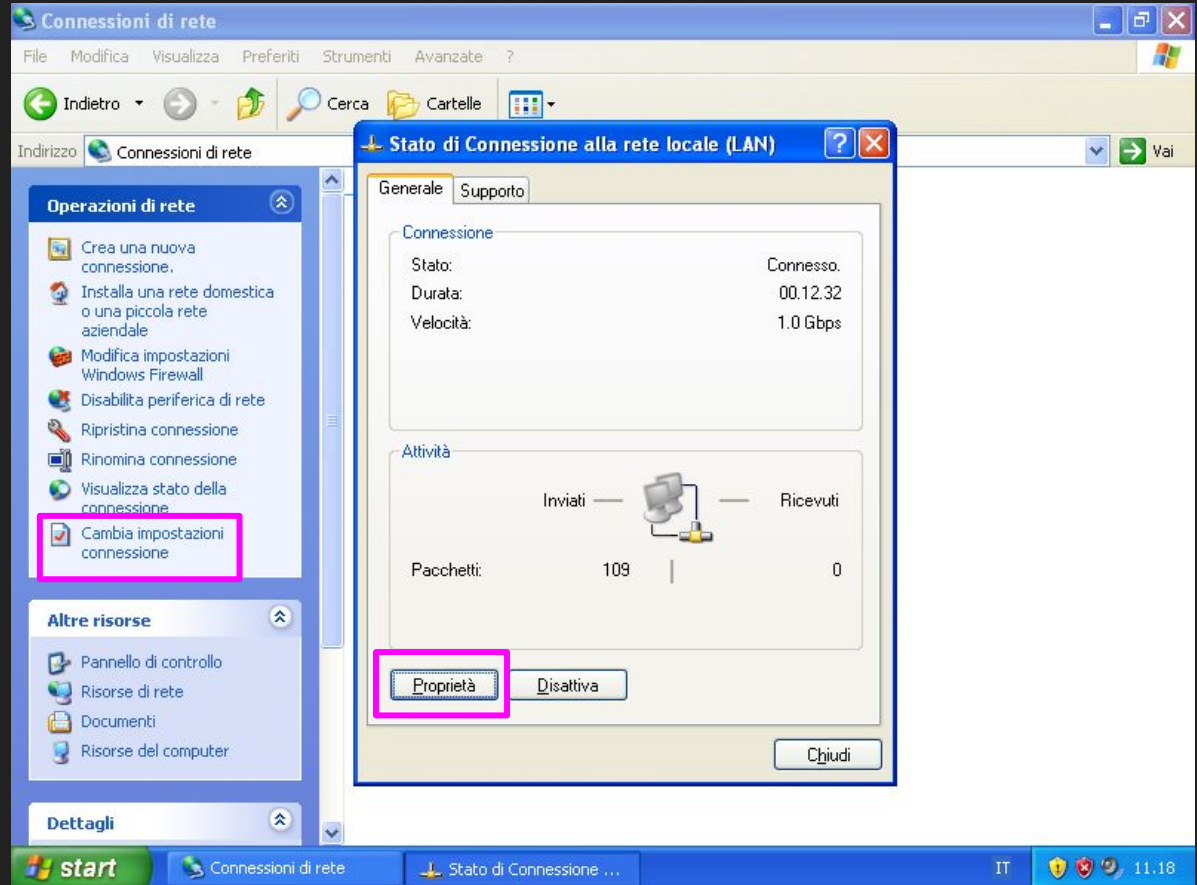 Connessioni di rete
File Modifica Visualizza Preferiti Strumenti Avanzate ?
Indietro Cerca Cartelle
Indirizzo Connessioni di rete Vai
Operazioni di rete
Crea una nuova
connessione.
Installa una rete domestica
o una piccola rete
aziendale
Modifica impostazioni
Windows Firewall
Disabilita periferica di rete
Ripristina connessione
Rinomina connessione
Visualizza stato della
connessione
Cambia impostazioni
connessione
Altre risorse
Pannello di controllo
Risorse di rete
Documenti
Risorse del computer
Dettagli
Stato di Connessione alla rete locale (LAN)
Generale Supporto
Connessione
Stato: Connesso.
Durata: 00.12.32
Velocità: 1.0 Gbps
Attività
Inviati — — Ricevuti
Pacchetti: 109 | 0
Proprietà Disattiva
Chiudi
start Connessioni di rete Stato di Connessione ... IT 11.18